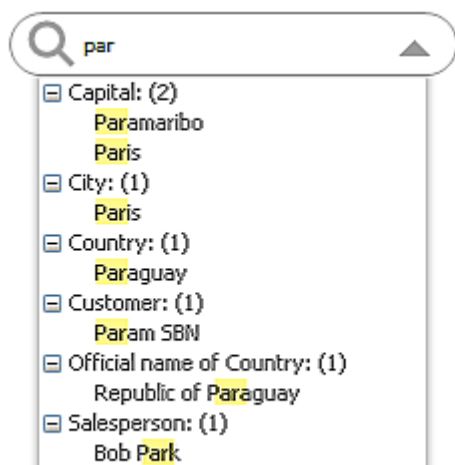 par
Capital: (2)
Paramaribo
Paris
City: (1)
Paris
Country: (1)
Paraguay
Customer: (1)
Param SBN
Official name of Country: (1)
Republic of Paraguay
Salesperson: (1)
Bob Park